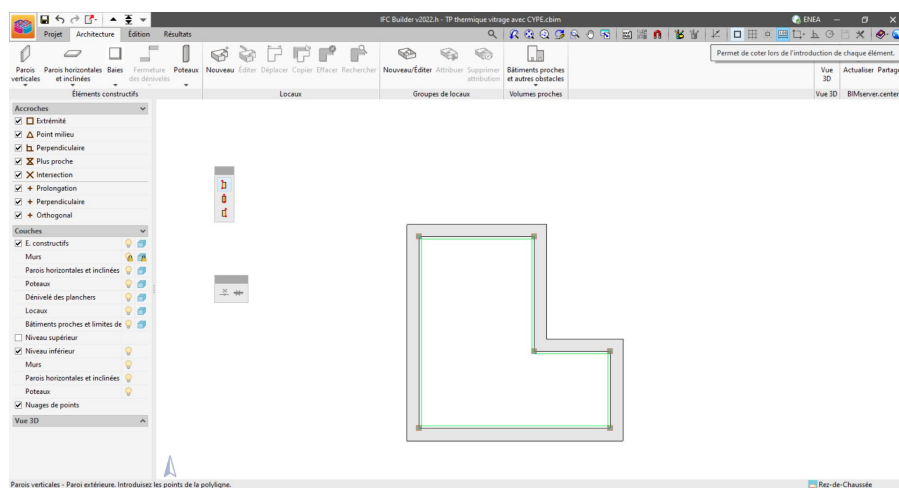 IFC Builder v2022.h - TP thermique vitrage avec CYPE.cbim
ENEA
Projet Architecture Édition Résultats
Permet de coter lors de l'introduction de chaque élément.
Parois verticales
Parois horizontales et inclinées
Baies
Fermeture des dénivelés
Poteaux
Nouveau Éditer Déplacer Copier Effacer Rechercher
Nouveau/Éditer Attribuer Supprimer attribution
Bâtiments proches et autres obstacles
Vue 3D
Actualiser Partag
Éléments constructifs Locaux Groupes de locaux Volumes proches Vue 3D BIMserver.center
Accroches
Extrémité
Point milieu
Perpendiculaire
Plus proche
Intersection
Prolongation
Perpendiculaire
Orthogonal
Couches
E. constructifs
Murs
Parois horizontales et inclinées
Poteaux
Dénivelé des planchers
Locaux
Bâtiments proches et limites de
Niveau supérieur
Niveau inférieur
Murs
Parois horizontales et inclinées
Poteaux
Nuages de points
Vue 3D
Parois verticales - Paroi extérieure. Introduisez les points de la polyligne.
Rez-de-Chaussée